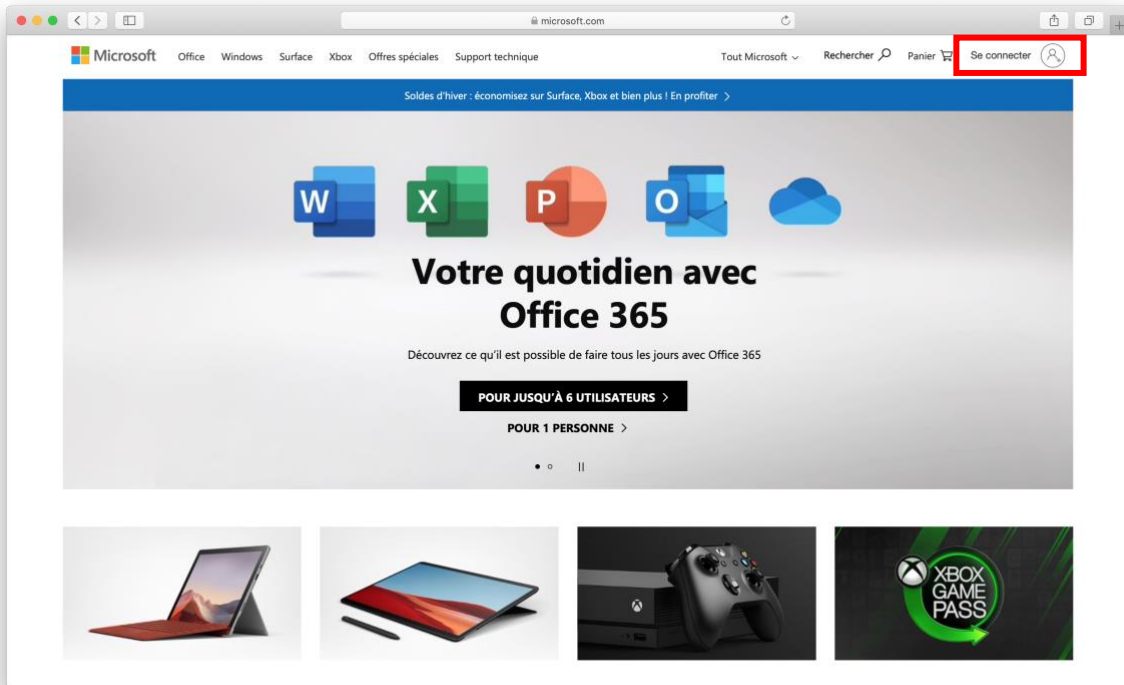 microsoft.com
Microsoft Office Windows Surface Xbox Offres spéciales Support technique Tout Microsoft Rechercher Panier Se connecter
Soldes d'hiver : économisez sur Surface, Xbox et bien plus ! En profiter
W X P O
Votre quotidien avec
Office 365
Découvrez ce qu'il est possible de faire tous les jours avec Office 365
POUR JUSQU'À 6 UTILISATEURS
POUR 1 PERSONNE
XBOX
GAME
PASS